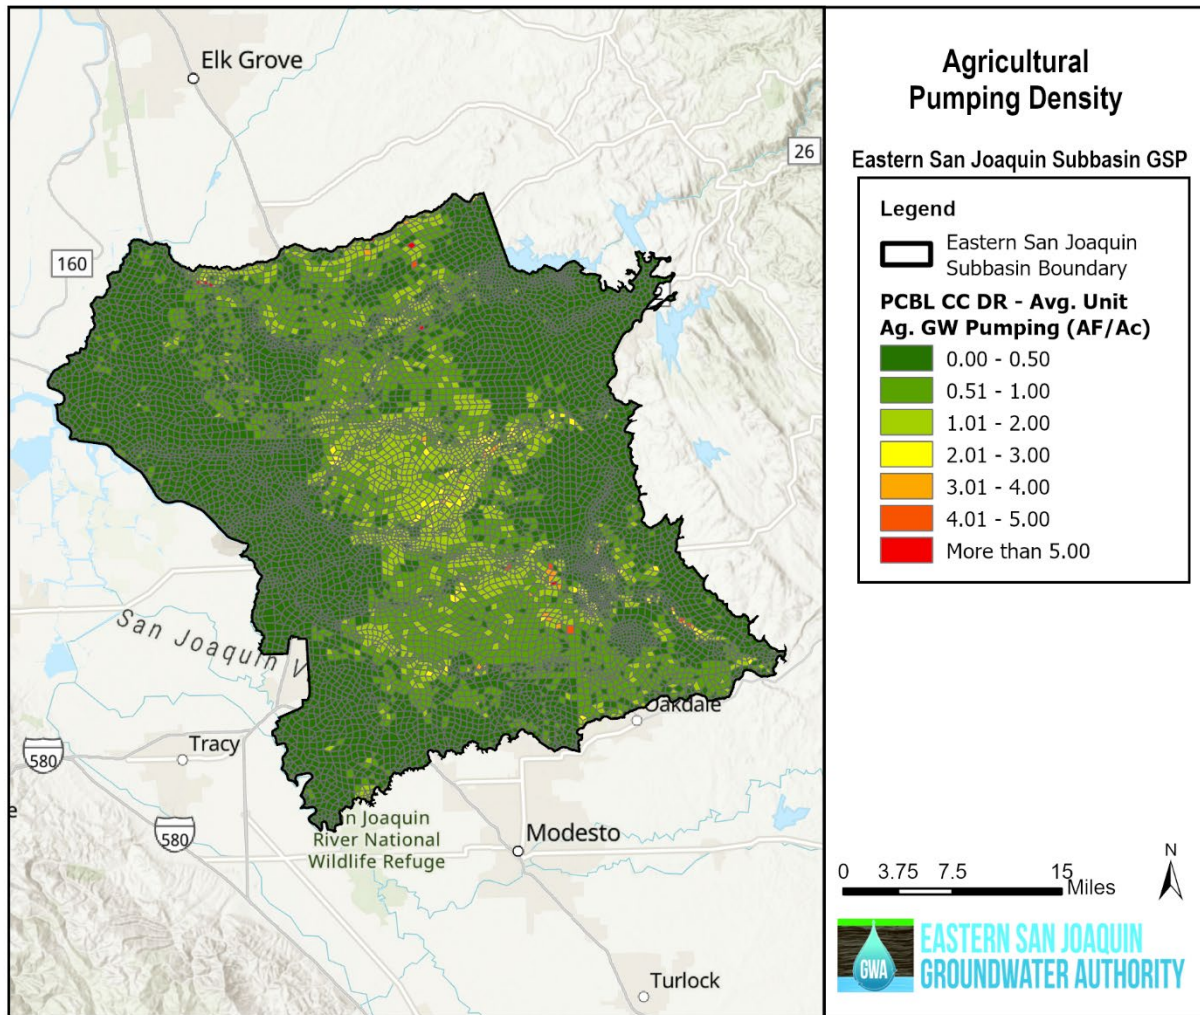 Elk Grove
26
160
San Joaquin V
Oakdale
Tracy
580
580
n Joaquin
River National
Wildlife Refuge
Modesto
Turlock
e
Agricultural
Pumping Density
Eastern San Joaquin Subbasin GSP
Legend
Eastern San Joaquin
Subbasin Boundary
PCBL CC DR - Avg. Unit
Ag. GW Pumping (AF/Ac)
0.00 - 0.50
0.51 - 1.00
1.01 - 2.00
2.01 - 3.00
3.01 - 4.00
4.01 - 5.00
More than 5.00
N
0 3.75 7.5 15
Miles
GWA
EASTERN SAN JOAQUIN
GROUNDWATER AUTHORITY